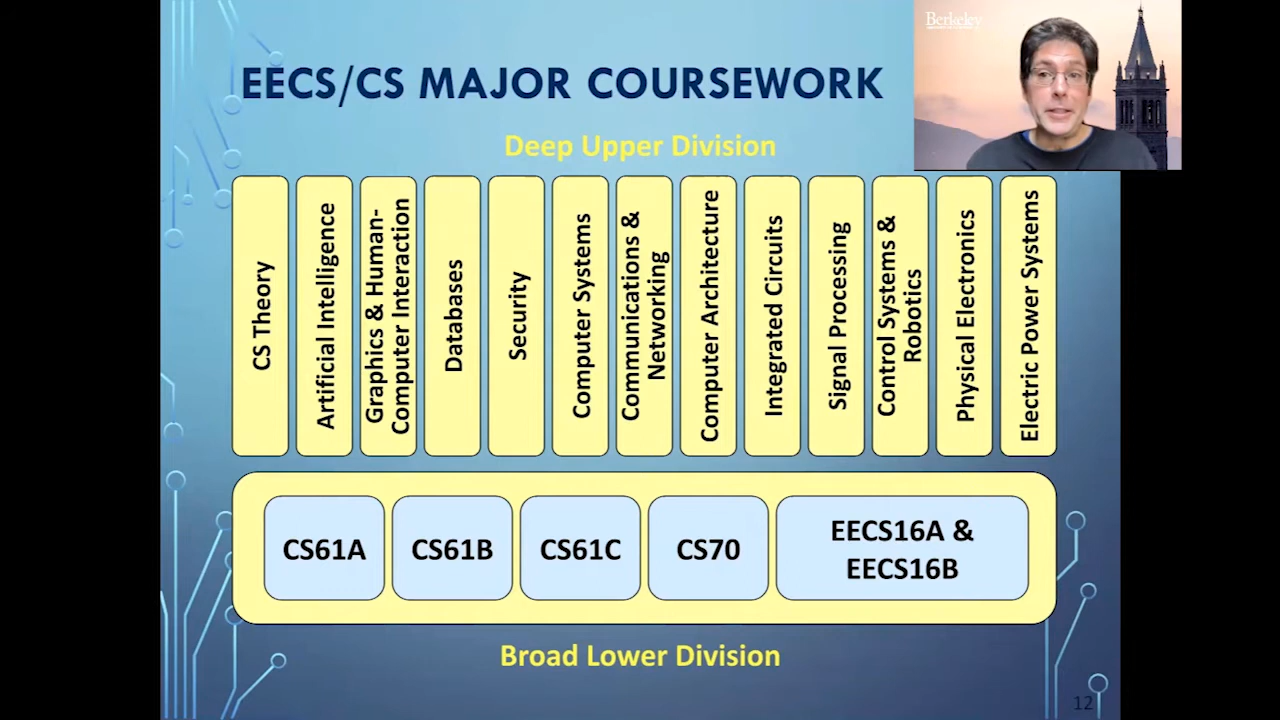 Berkeley
EECS/CS MAJOR COURSEWORK
Deep Upper Division
CS Theory
Artificial Intelligence
Graphics & Human-
Computer Interaction
Databases
Security
Computer Systems
Communications &
Networking
Computer Architecture
Integrated Circuits
Signal Processing
Control Systems &
Robotics
Physical Electronics
Electric Power Systems
CS61A
CS61B
CS61C
CS70
EECS16A &
EECS16B
Broad Lower Division
12